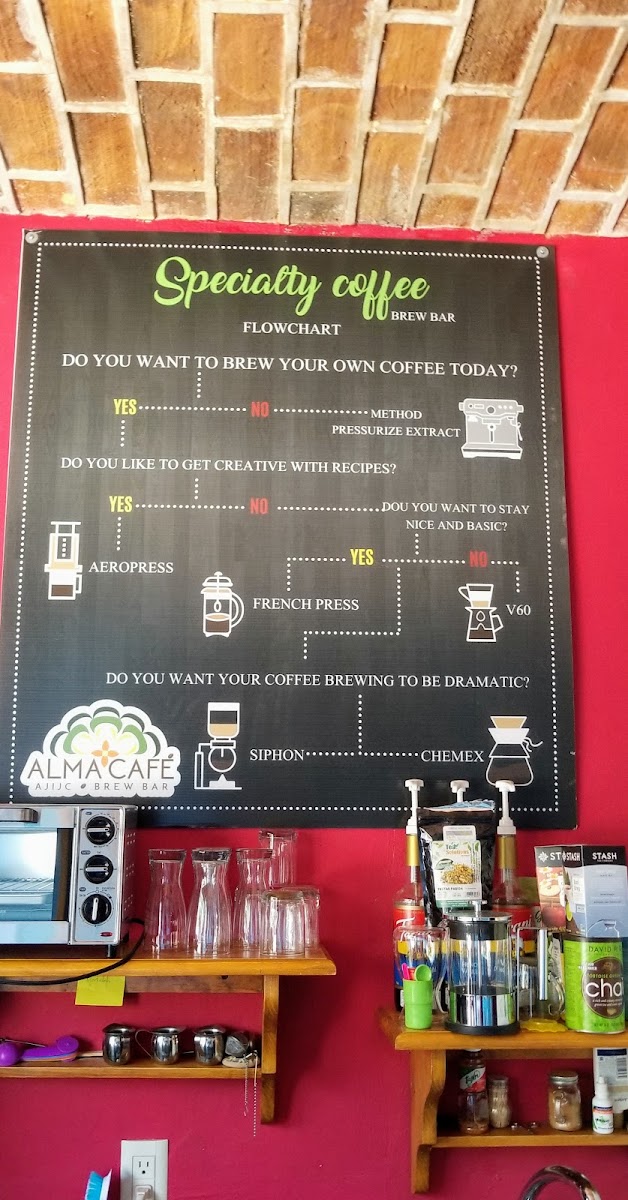 Specialty coffee
BREW BAR
FLOWCHART
DO YOU WANT TO BREW YOUR OWN COFFEE TODAY?
YES NO METHOD
PRESSURIZE EXTRACT
DO YOU LIKE TO GET CREATIVE WITH RECIPES?
YES NO DOU YOU WANT TO STAY
NICE AND BASIC?
YES NO
AEROPRESS
FRENCH PRESS
V60
DO YOU WANT YOUR COFFEE BREWING TO BE DRAMATIC?
SIPHON CHEMEX
ALMA CAFÉ
AJIJC BREW BAR
STASH
DAVID
chai